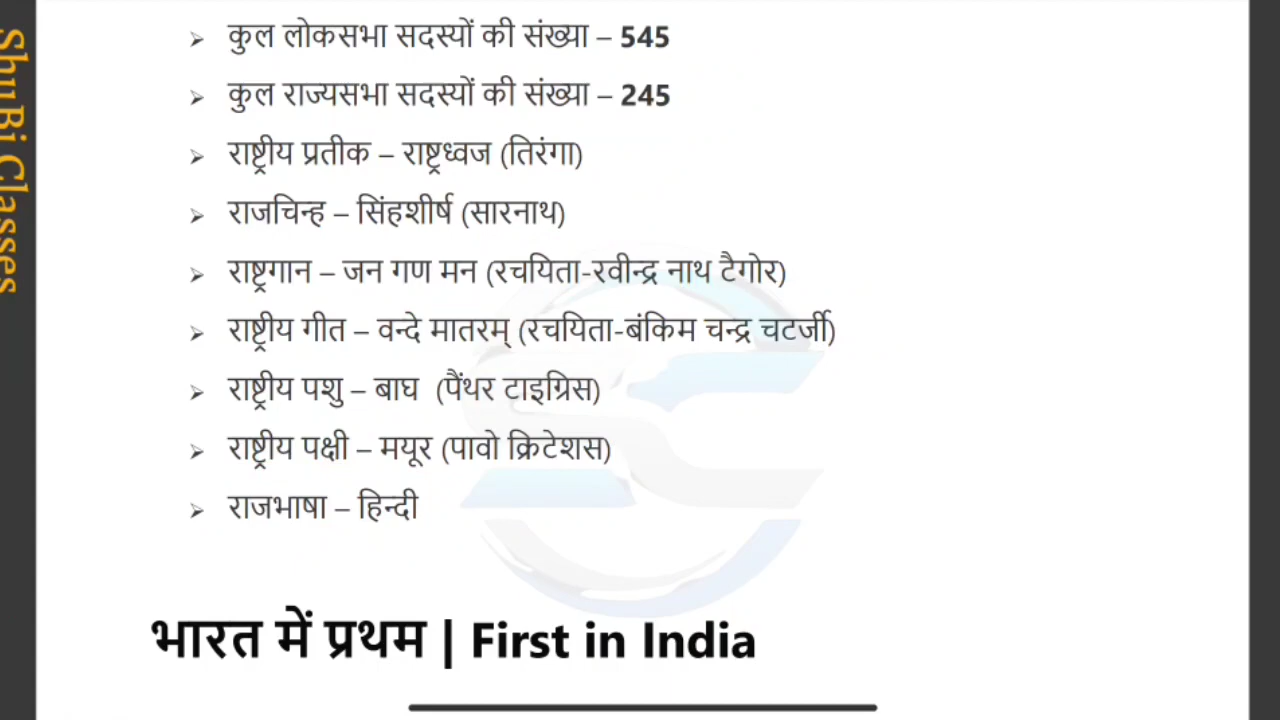 ShuBi Classes
➢ कुल लोकसभा सदस्यों की संख्या – 545
➢ कुल राज्यसभा सदस्यों की संख्या – 245
➢ राष्ट्रीय प्रतीक – राष्ट्रध्वज (तिरंगा)
➢ राजचिन्ह – सिंहशीर्ष (सारनाथ)
➢ राष्ट्रगान – जन गण मन (रचयिता-रवीन्द्र नाथ टैगोर)
➢ राष्ट्रीय गीत – वन्दे मातरम् (रचयिता-बंकिम चन्द्र चटर्जी)
➢ राष्ट्रीय पशु – बाघ (पैंथर टाइग्रिस)
➢ राष्ट्रीय पक्षी – मयूर (पावो क्रिटेशस)
➢ राजभाषा – हिन्दी
भारत में प्रथम | First in India